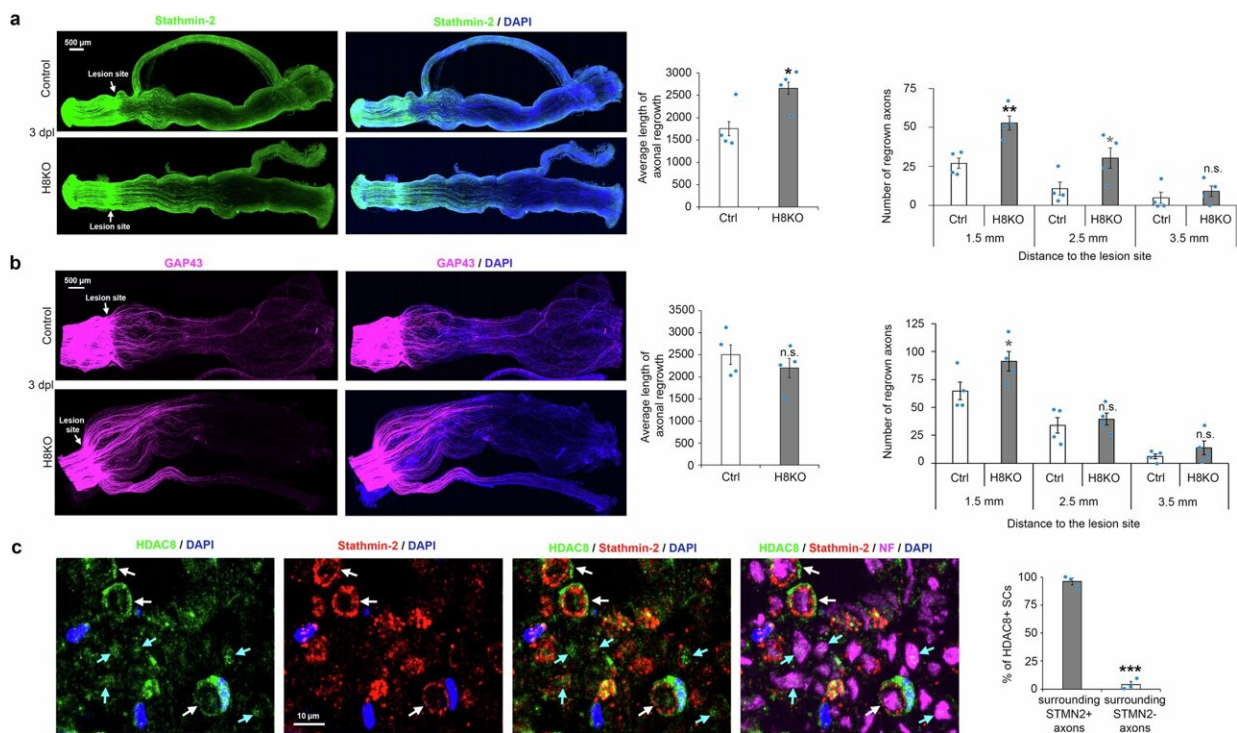 a
Stathmin-2
Stathmin-2 / DAPI
500 µm
Lesion site
Control
3 dpl
H8KO
Lesion site
Average length of
axonal regrowth
3000
2500
2000
1500
1000
500
0
*
Ctrl
H8KO
Number of regrown axons
75
50
25
0
**
*
n.s.
Ctrl H8KO Ctrl H8KO Ctrl H8KO
1.5 mm 2.5 mm 3.5 mm
Distance to the lesion site
b
GAP43
GAP43 / DAPI
500 µm
Lesion site
Control
3 dpl
Lesion
site
H8KO
Average length of
axonal regrowth
3500
3000
2500
2000
1500
1000
500
0
n.s.
Ctrl
H8KO
Number of regrown axons
125
100
75
50
25
0
*
n.s.
n.s.
Ctrl H8KO Ctrl H8KO Ctrl H8KO
1.5 mm 2.5 mm 3.5 mm
Distance to the lesion site
c
HDAC8 / DAPI
Stathmin-2 / DAPI
HDAC8 / Stathmin-2 / DAPI
HDAC8 / Stathmin-2 / NF / DAPI
10 µm
% of HDAC8+ SCs
100
50
0
***
surrounding surrounding
STMN2+ STMN2-
axons axons